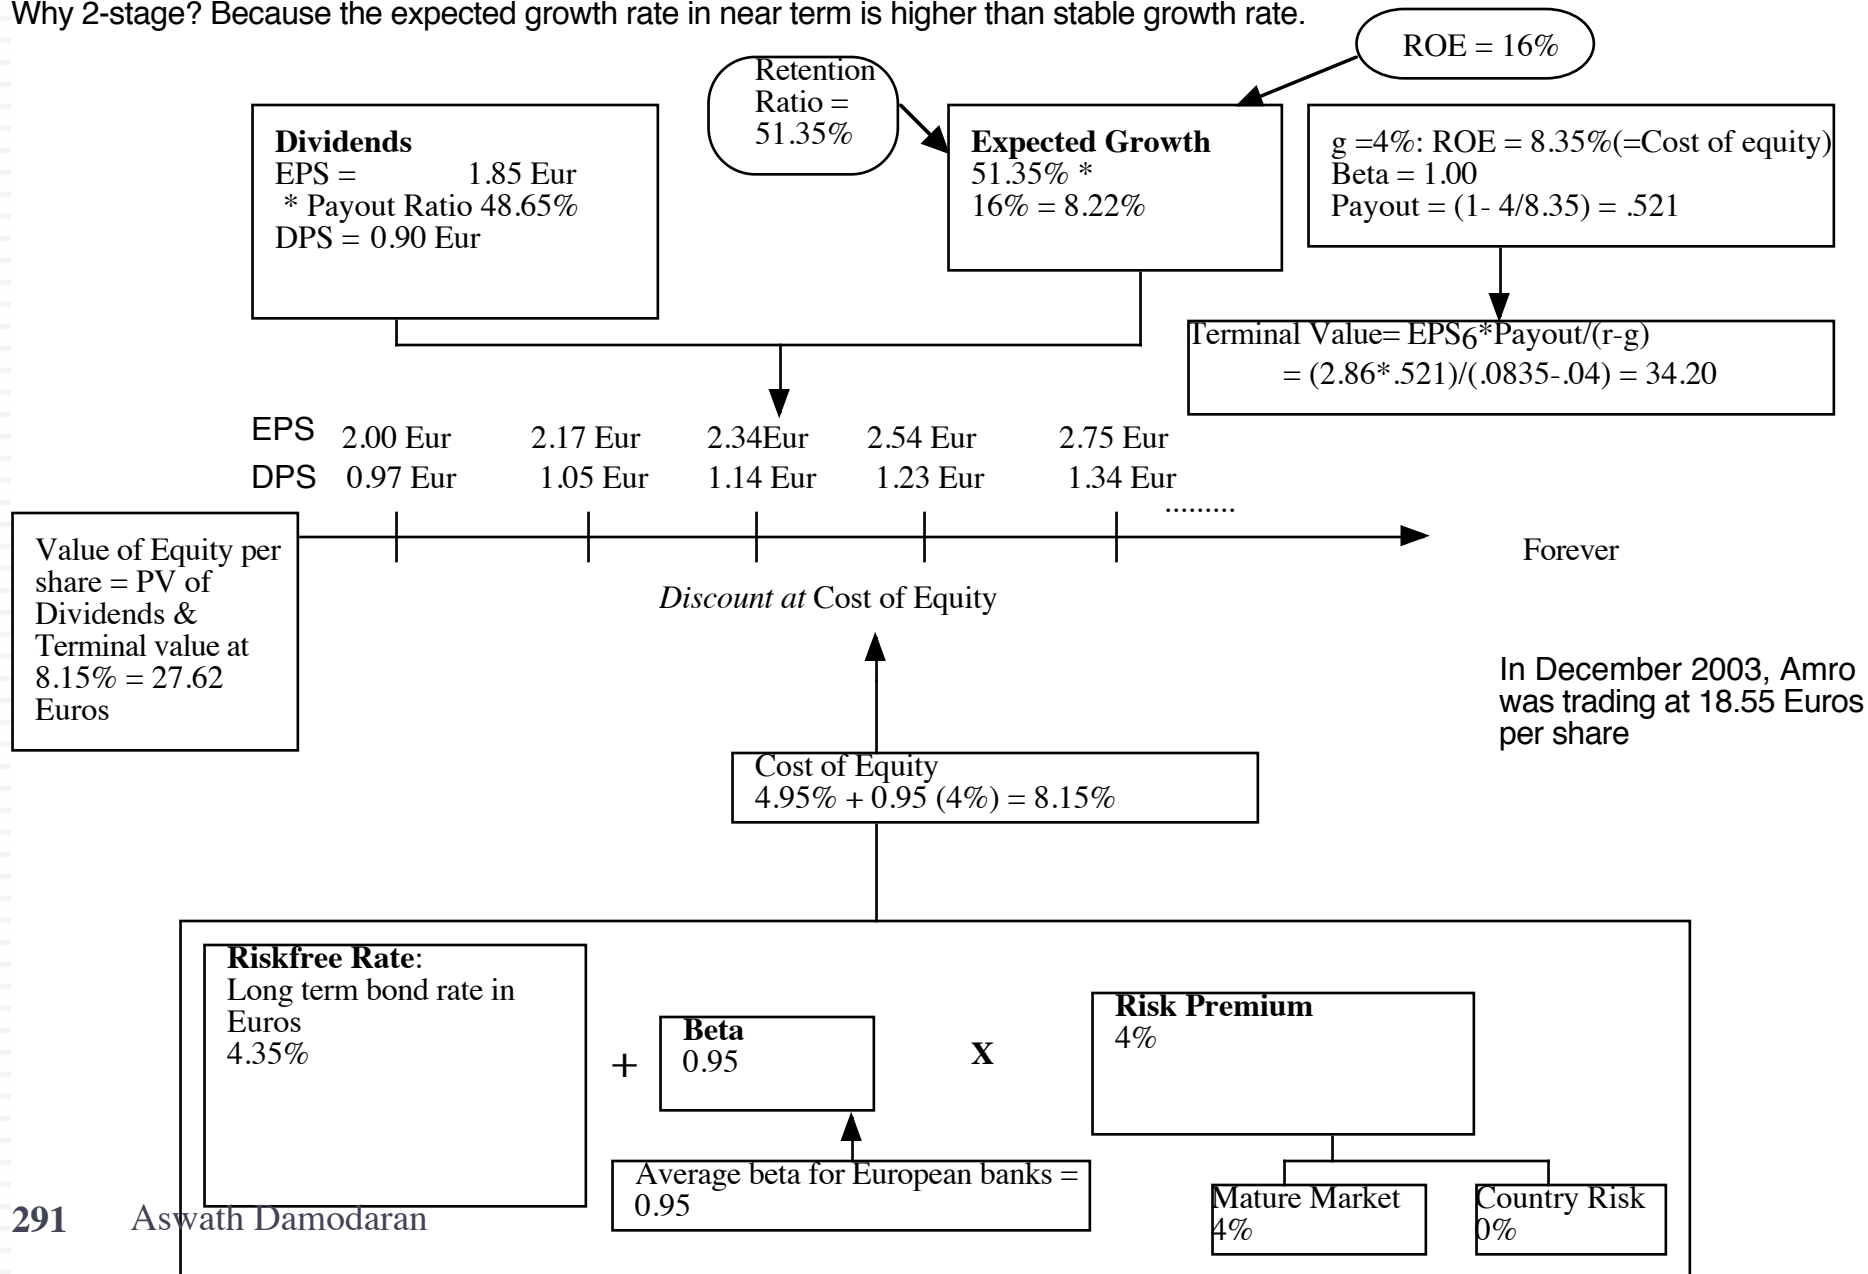 Why 2-stage? Because the expected growth rate in near term is higher than stable growth rate.
ROE = 16%
Retention
Ratio =
51.35%
Dividends
EPS = 1.85 Eur
* Payout Ratio 48.65%
DPS = 0.90 Eur
Expected Growth
51.35% *
16% = 8.22%
g =4%: ROE = 8.35%(=Cost of equity)
Beta = 1.00
Payout = (1- 4/8.35) = .521
Terminal Value= EPS6*Payout/(r-g)
= (2.86*.521)/(.0835-.04) = 34.20
EPS 2.00 Eur 2.17 Eur 2.34Eur 2.54 Eur 2.75 Eur
DPS 0.97 Eur 1.05 Eur 1.14 Eur 1.23 Eur 1.34 Eur
.........
Value of Equity per
share = PV of
Dividends &
Terminal value at
8.15% = 27.62
Euros
Forever
Discount at Cost of Equity
In December 2003, Amro
was trading at 18.55 Euros
per share
Cost of Equity
4.95% + 0.95 (4%) = 8.15%
Riskfree Rate:
Long term bond rate in
Euros
4.35%
+
Beta
0.95
X
Risk Premium
4%
Average beta for European banks =
0.95
Mature Market
4%
Country Risk
0%
291 Aswath Damodaran